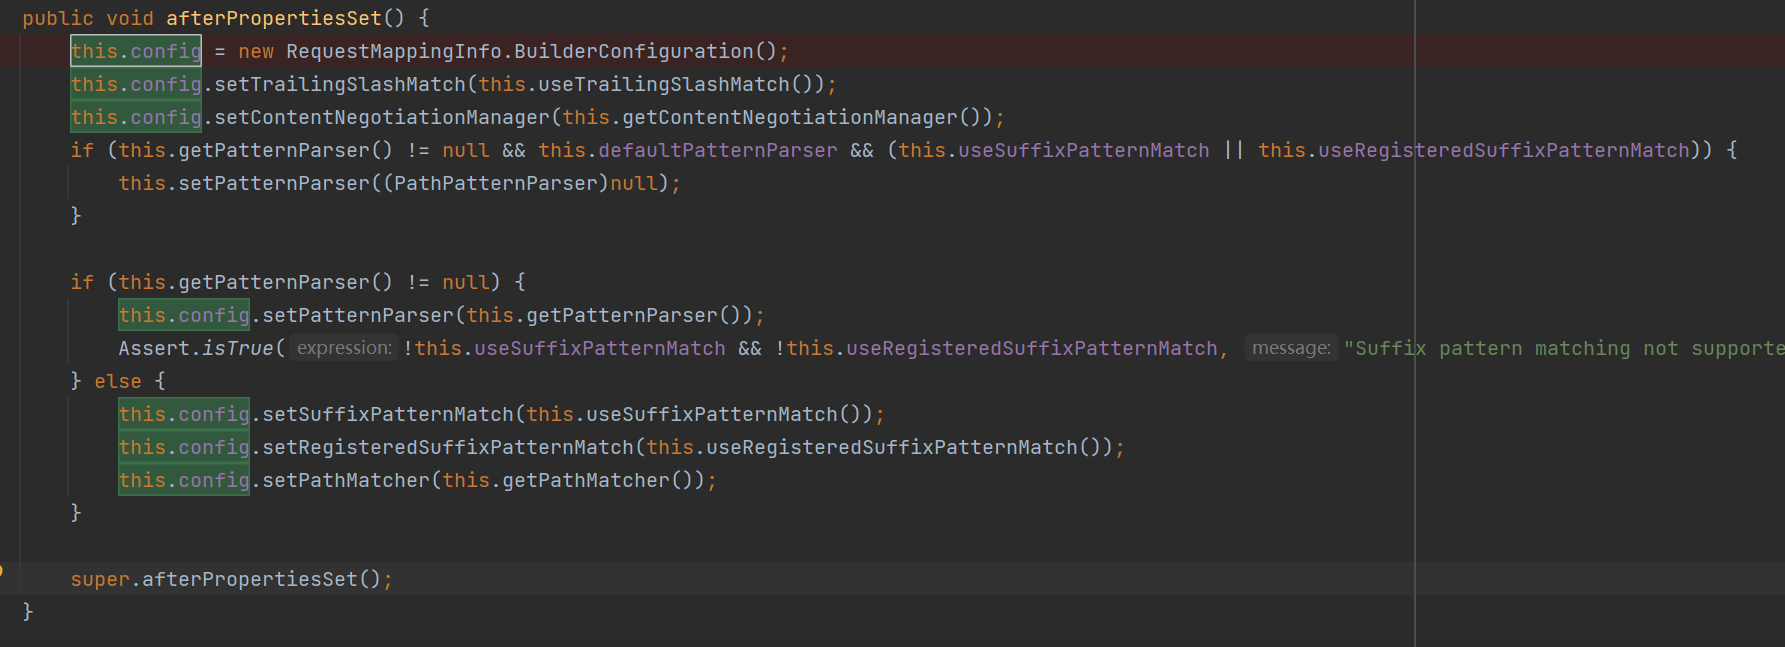 public void afterPropertiesSet() {
this.config = new RequestMappingInfo.BuilderConfiguration();
this.config.setTrailingSlashMatch(this.useTrailingSlashMatch());
this.config.setContentNegotiationManager(this.getContentNegotiationManager());
if (this.getPatternParser() != null && this.defaultPatternParser && (this.useSuffixPatternMatch || this.useRegisteredSuffixPatternMatch)) {
this.setPatternParser((PathPatternParser)null);
}
if (this.getPatternParser() != null) {
this.config.setPatternParser(this.getPatternParser());
Assert.isTrue( expression: !this.useSuffixPatternMatch && !this.useRegisteredSuffixPatternMatch, message: "Suffix pattern matching not supporte
} else {
this.config.setSuffixPatternMatch(this.useSuffixPatternMatch());
this.config.setRegisteredSuffixPatternMatch(this.useRegisteredSuffixPatternMatch());
this.config.setPathMatcher(this.getPathMatcher());
}
super.afterPropertiesSet();
}